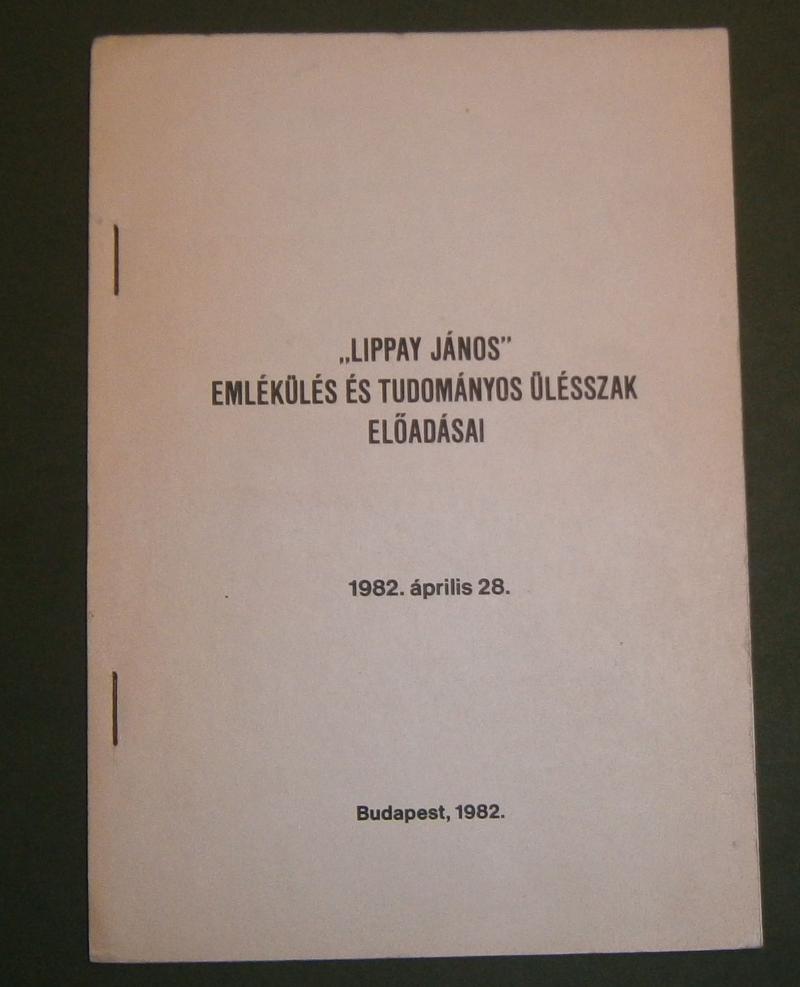 „LIPPAY JÁNOS”
EMLÉKÜLÉS ÉS TUDOMÁNYOS ÜLÉSSZAK
ELŐADÁSAI
1982. április 28.
Budapest, 1982.